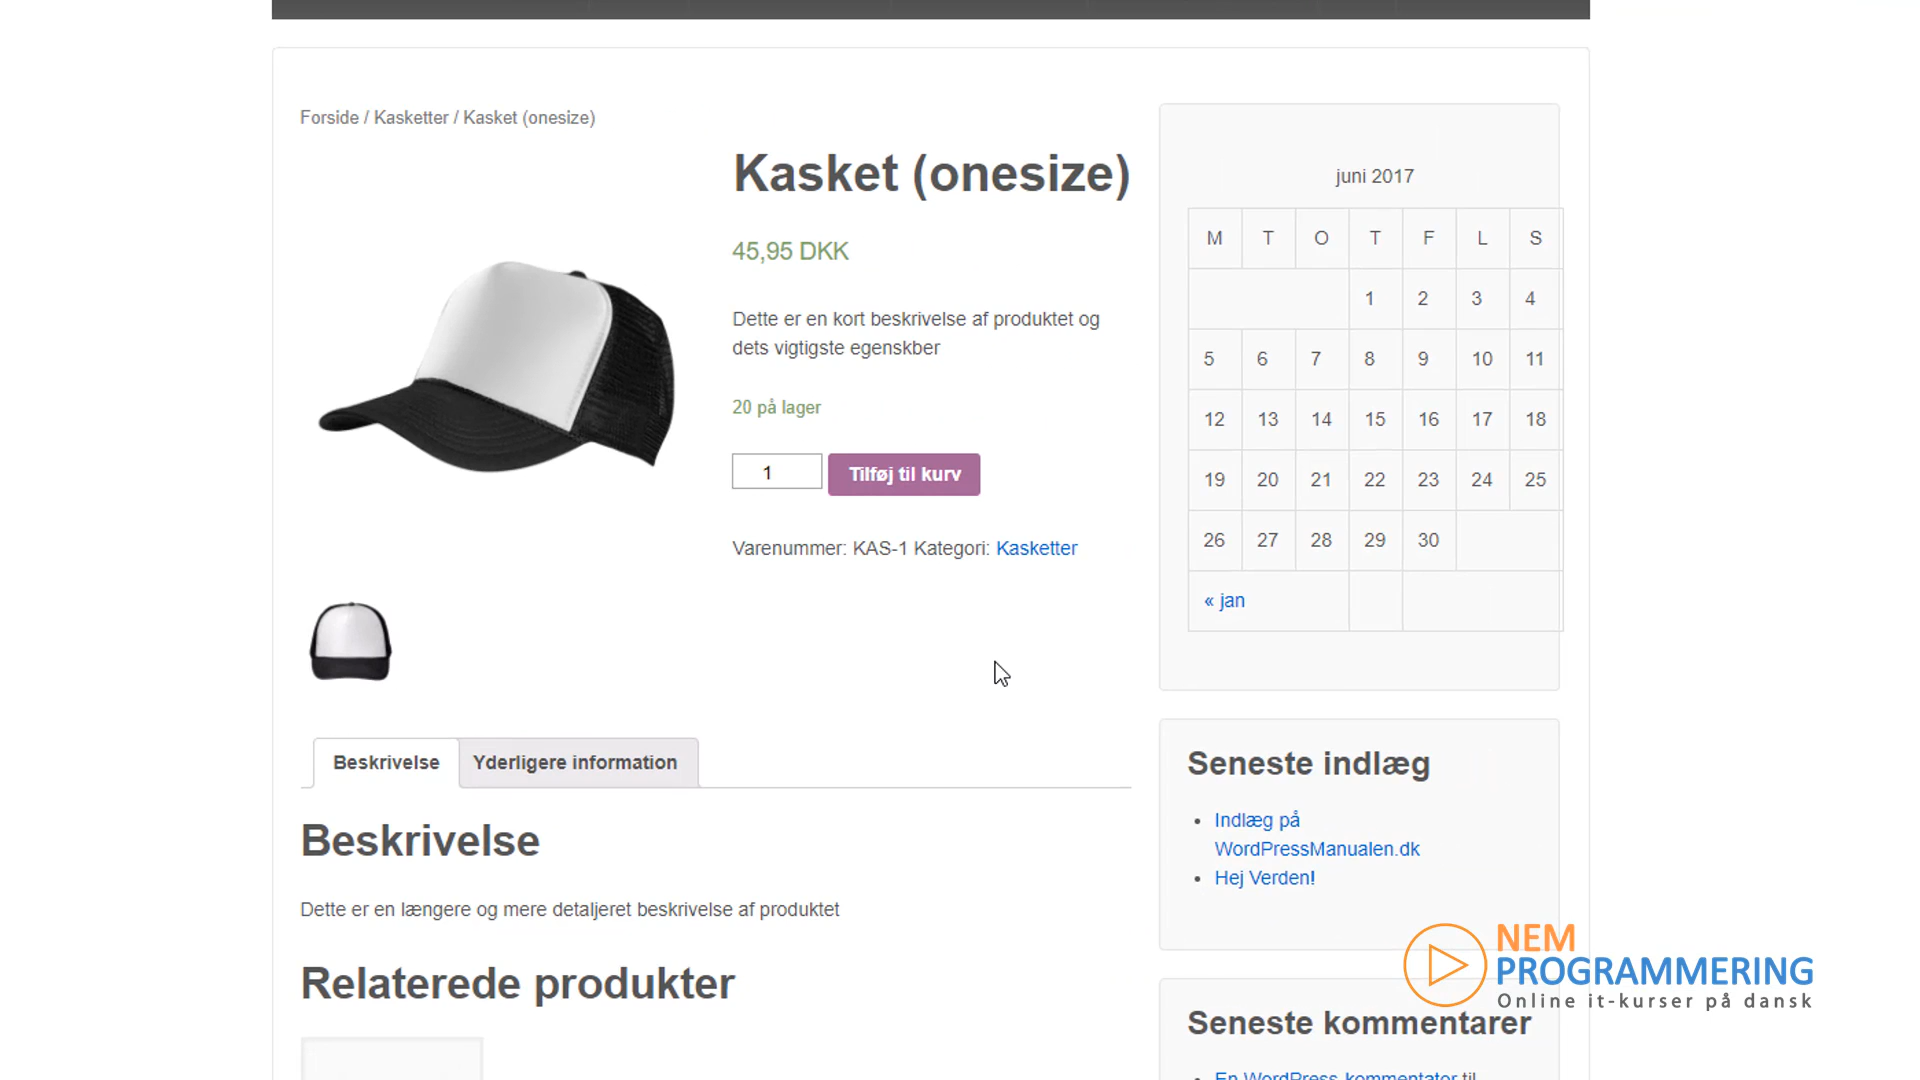 Forside / Kasketter / Kasket (onesize)
Kasket (onesize)
45,95 DKK
Dette er en kort beskrivelse af produktet og
dets vigtigste egenskber
20 på lager
1 Tilføj til kurv
Varenummer: KAS-1 Kategori: Kasketter
Beskrivelse Yderligere information
Beskrivelse
Dette er en længere og mere detaljeret beskrivelse af produktet
Relaterede produkter
juni 2017
M T O T F L S
1 2 3 4
5 6 7 8 9 10 11
12 13 14 15 16 17 18
19 20 21 22 23 24 25
26 27 28 29 30
« jan
Seneste indlæg
Indlæg på
WordPressManualen.dk
Hej Verden!
Seneste kommentarer
En WordPress-kommentator til
NEM
PROGRAMMERING
Online it-kurser på dansk